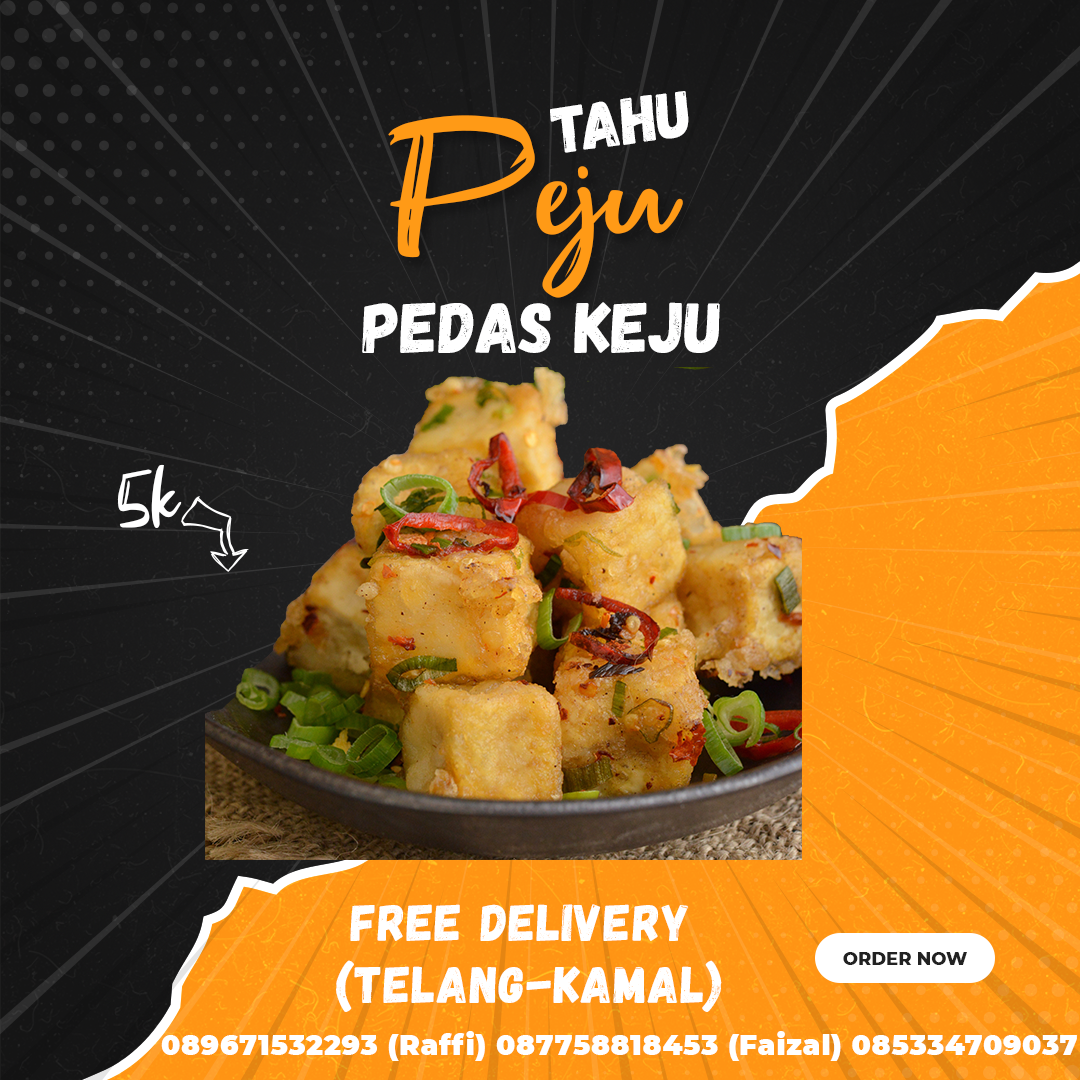 TAHU
Peju
PEDAS KEJU
5k
FREE DELIVERY
(TELANG-KAMAL)
ORDER NOW
089671532293 (Raffi) 087758818453 (Faizal) 085334709037